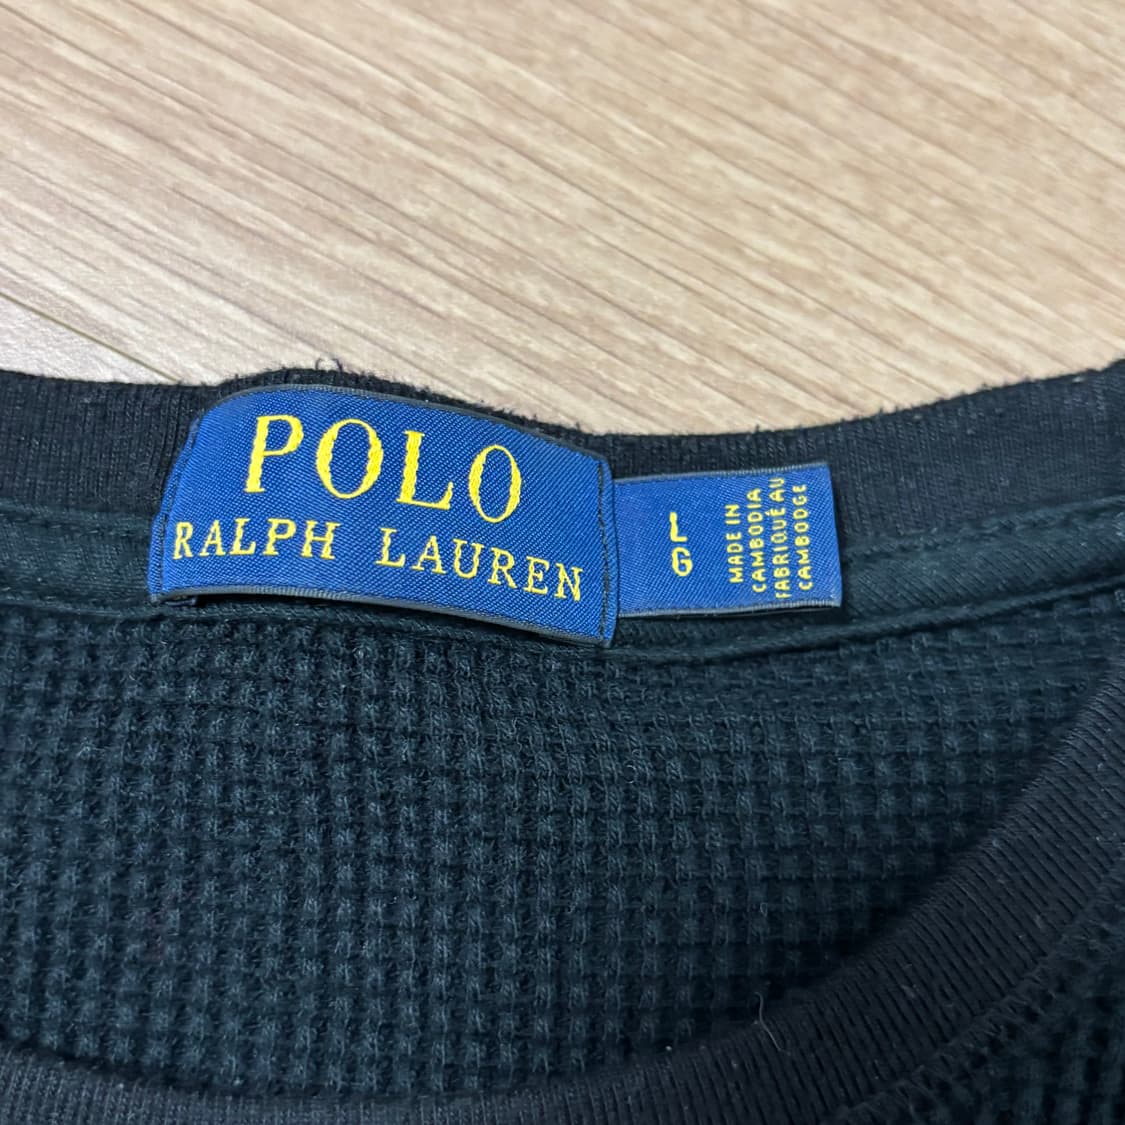 POLO
RALPH LAUREN
L
G
MADE IN
CAMBODIA
FABRIQUÉ AU
CAMBODGE